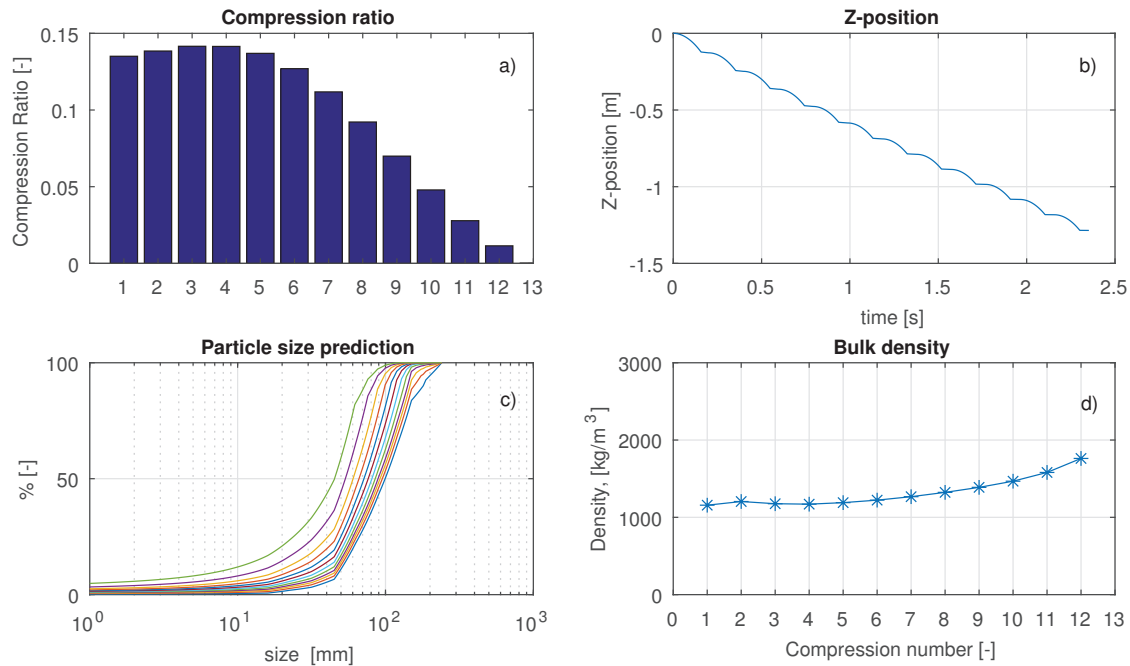 Compression ratio
0.15
0.1
0.05
0
Compression Ratio [-]
a)
1 2 3 4 5 6 7 8 9 10 11 12 13
Z-position
0
-0.5
-1
-1.5
Z-position [m]
b)
0 0.5 1 1.5 2 2.5
time [s]
Particle size prediction
100
50
0
% [-]
c)
10^0 10^1 10^2 10^3
size [mm]
Bulk density
3000
2000
1000
0
Density, [kg/m^3]
d)
0 1 2 3 4 5 6 7 8 9 10 11 12 13
Compression number [-]